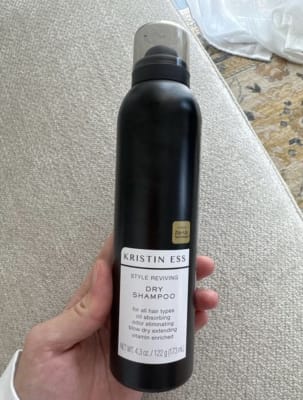 KRISTIN ESS
STYLE REVIVING
DRY
SHAMPOO
for all hair types
oil absorbing
odor eliminating
blow dry extending
vitamin enriched
NET WT. 4.3 oz / 122 g (173 mL)